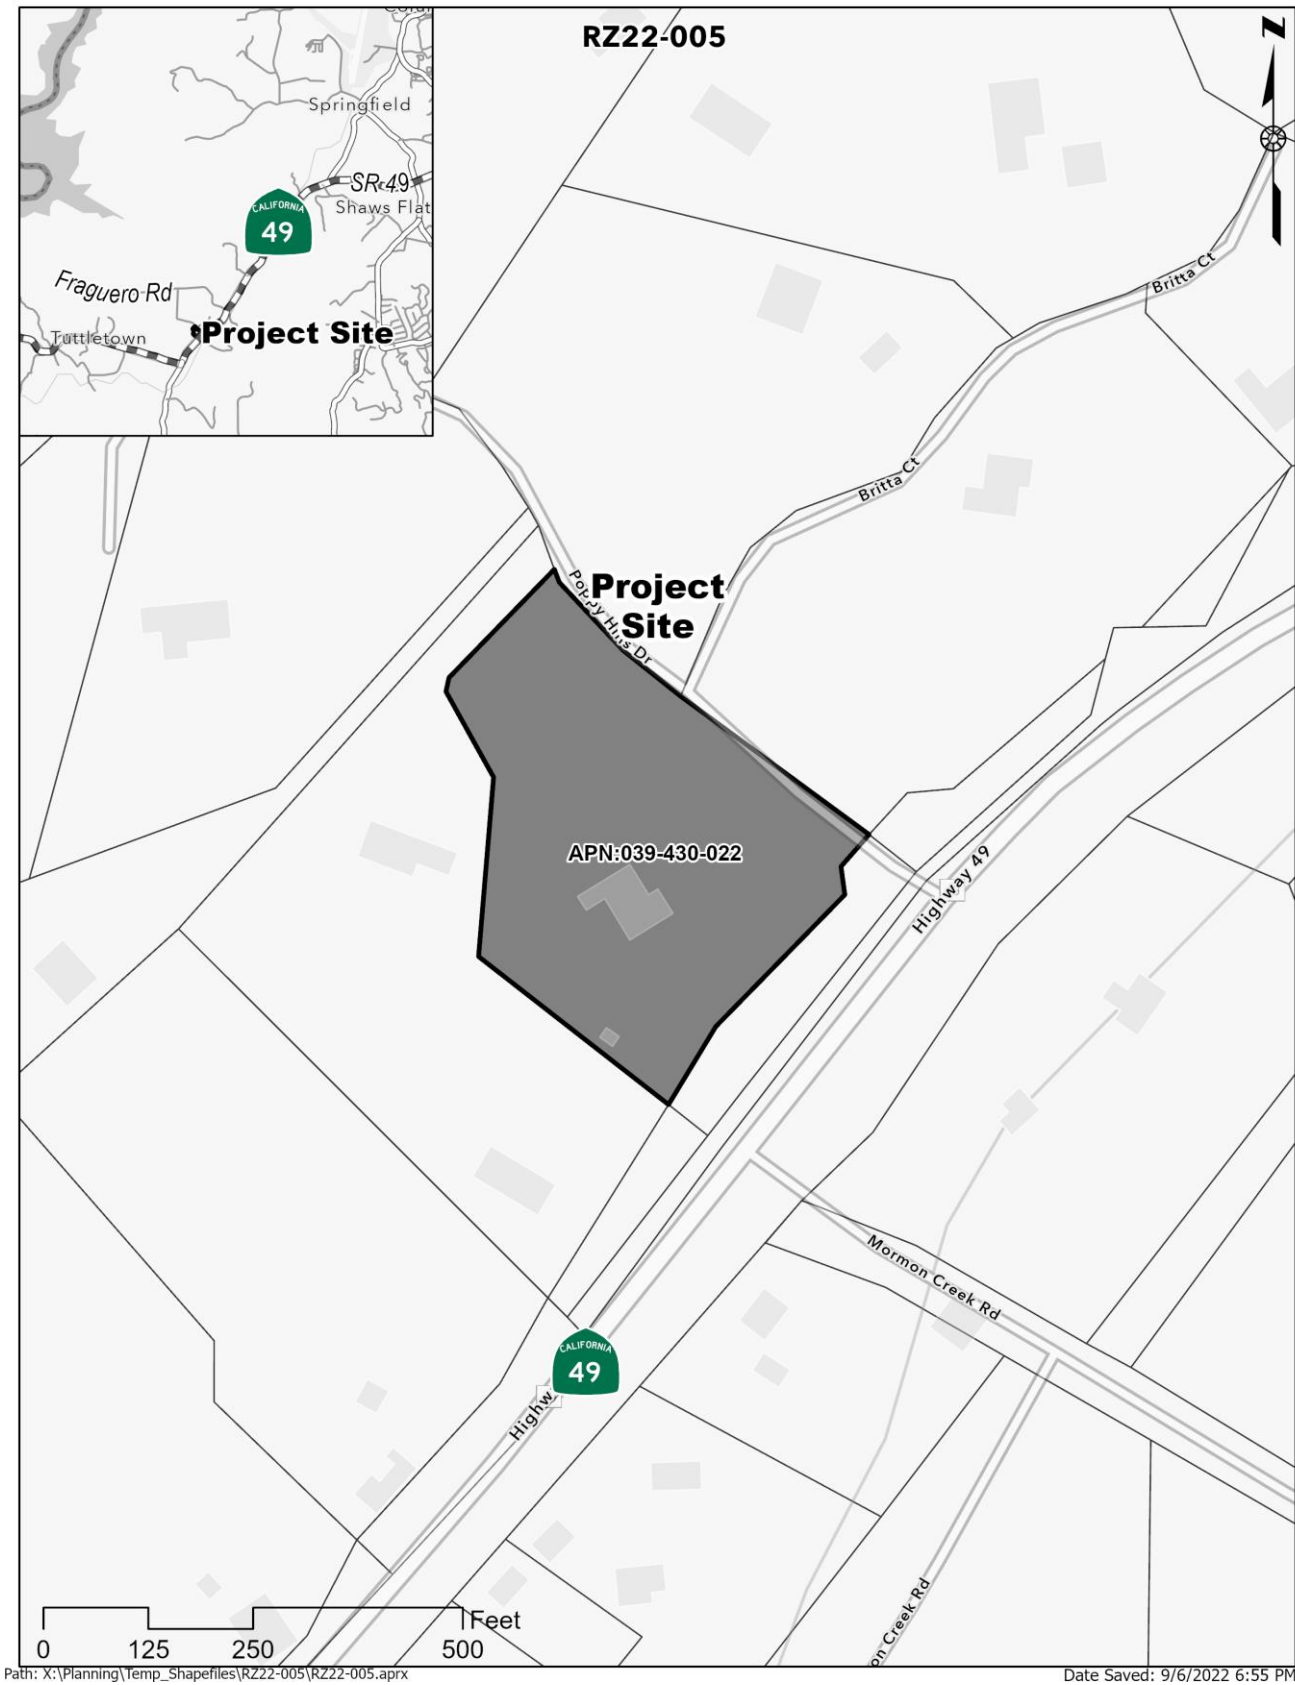 RZ22-005
Springfield
SR 49
Shaws Flat
CALIFORNIA
49
Fraguero Rd
Tuttletown
Project Site
Britta Ct
Britta Ct
Poppy Hills Dr
Project
Site
APN:039-430-022
Highway 49
Mormon Creek Rd
CALIFORNIA
49
Highw
on Creek Rd
Feet
0 125 250 500
Path: X:\Planning\Temp_Shapefiles\RZ22-005\RZ22-005.aprx
Date Saved: 9/6/2022 6:55 PM